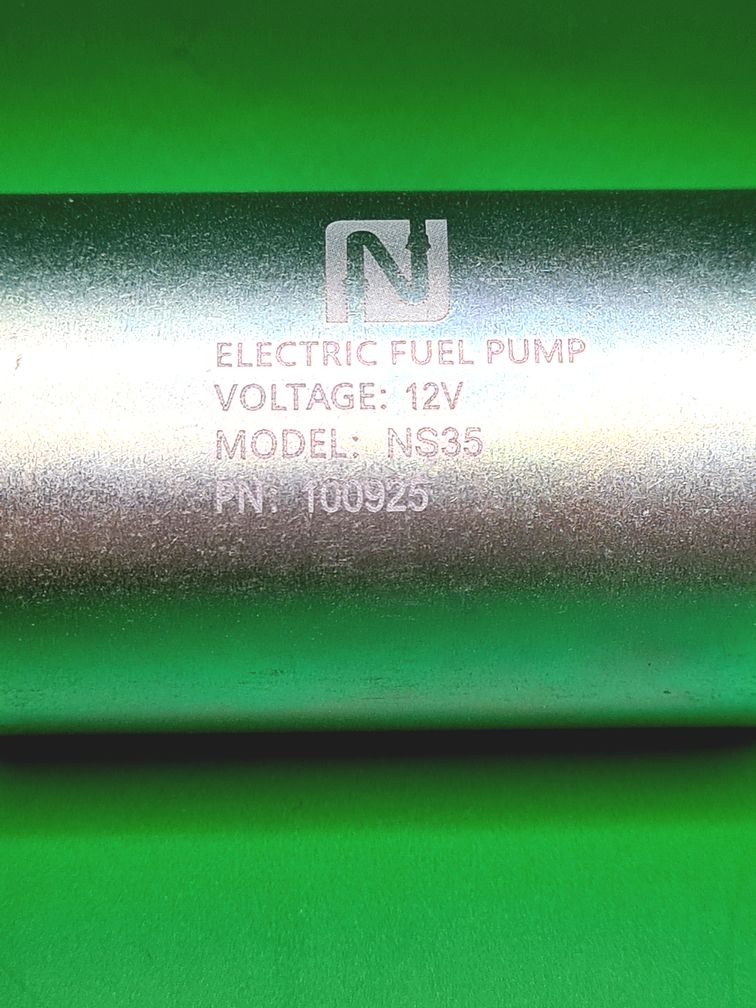 N
ELECTRIC FUEL PUMP
VOLTAGE: 12V
MODEL: NS35
PN: 100925